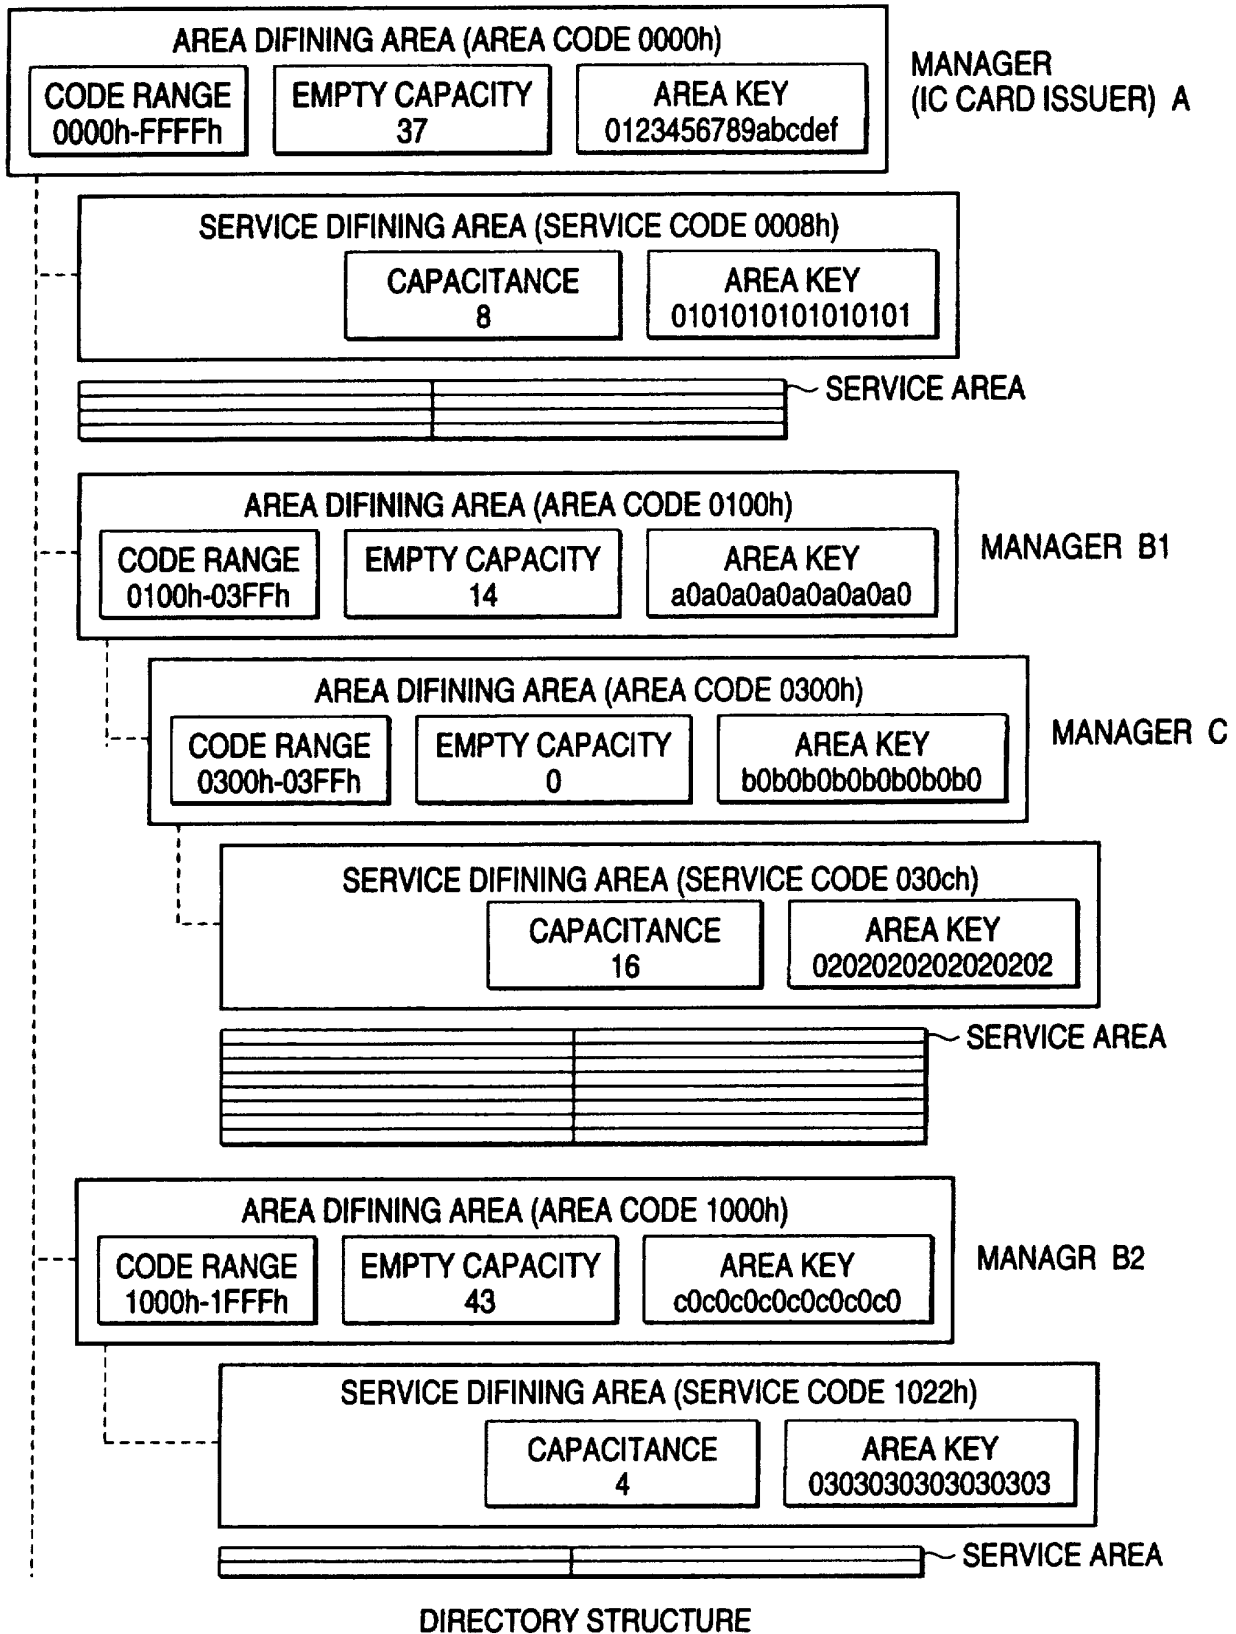 AREA DIFINING AREA (AREA CODE 0000h)
CODE RANGE
0000h-FFFFh
EMPTY CAPACITY
37
AREA KEY
0123456789abcdef
MANAGER
(IC CARD ISSUER) A
SERVICE DIFINING AREA (SERVICE CODE 0008h)
CAPACITANCE
8
AREA KEY
0101010101010101
SERVICE AREA
AREA DIFINING AREA (AREA CODE 0100h)
CODE RANGE
0100h-03FFh
EMPTY CAPACITY
14
AREA KEY
a0a0a0a0a0a0a0a0
MANAGER B1
AREA DIFINING AREA (AREA CODE 0300h)
CODE RANGE
0300h-03FFh
EMPTY CAPACITY
0
AREA KEY
b0b0b0b0b0b0b0b0
MANAGER C
SERVICE DIFINING AREA (SERVICE CODE 030ch)
CAPACITANCE
16
AREA KEY
0202020202020202
SERVICE AREA
AREA DIFINING AREA (AREA CODE 1000h)
CODE RANGE
1000h-1FFFh
EMPTY CAPACITY
43
AREA KEY
c0c0c0c0c0c0c0c0
MANAGR B2
SERVICE DIFINING AREA (SERVICE CODE 1022h)
CAPACITANCE
4
AREA KEY
0303030303030303
SERVICE AREA
DIRECTORY STRUCTURE